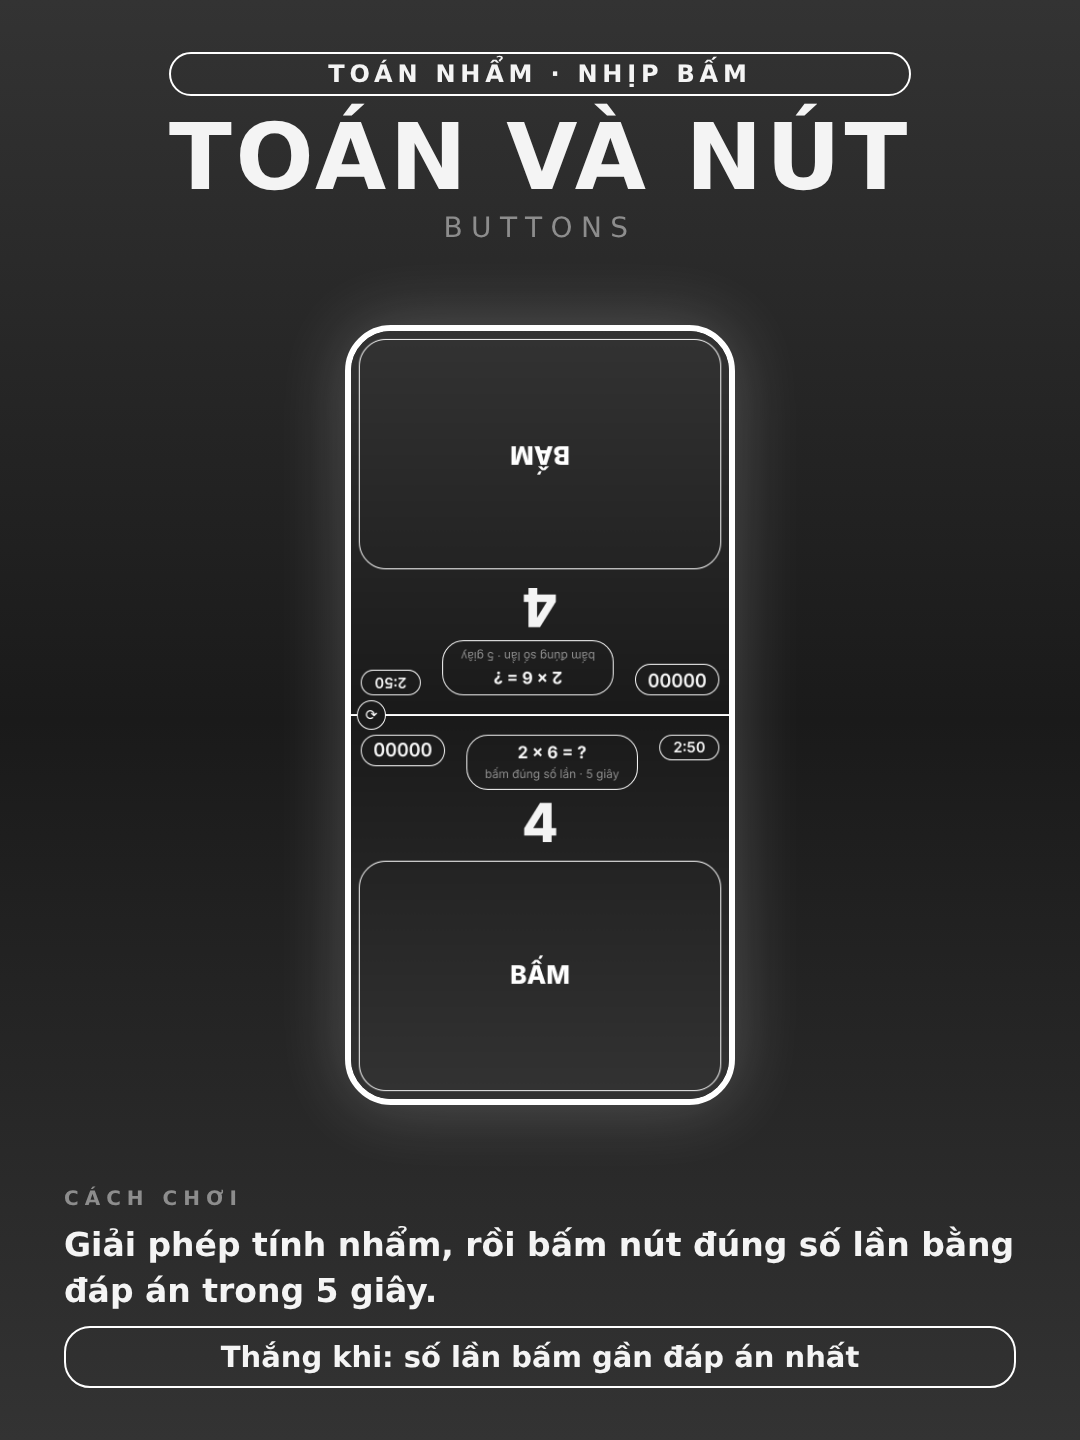 TOÁN NHẨM · NHỊP BẤM
TOÁN VÀ NÚT
BUTTONS
BẤM
4
bấm đúng số lần · 5 giây
2 × 6 = ?
2:50
00000
⟳
00000
2 × 6 = ?
bấm đúng số lần · 5 giây
2:50
4
BẤM
CÁCH CHƠI
Giải phép tính nhẩm, rồi bấm nút đúng số lần bằng
đáp án trong 5 giây.
Thắng khi: số lần bấm gần đáp án nhất